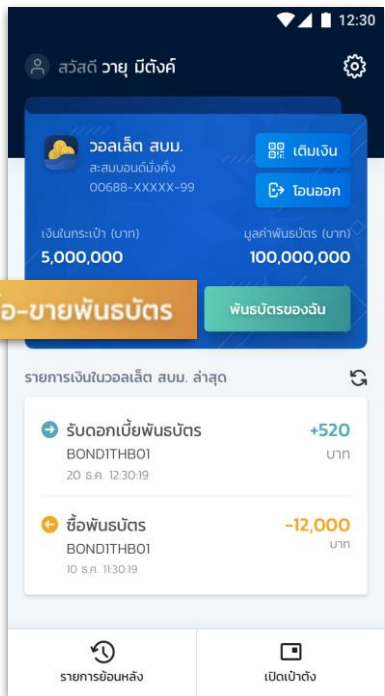 12:30
สวัสดี วายุ มีตังค์
วอลเล็ต สบม.
สะสมบอนด์มั่งคั่ง
00688-XXXXX-99
เติมเงิน
โอนออก
เงินในกระเป๋า (บาท)
5,000,000
มูลค่าพันธบัตร (บาท)
100,000,000
อ-ขายพันธบัตร
พันธบัตรของฉัน
รายการเงินในวอลเล็ต สบม. ล่าสุด
รับดอกเบี้ยพันธบัตร
+520
BOND1THB01
บาท
20 ธ.ค. 12:30:19
ซื้อพันธบัตร
-12,000
BOND1THB01
บาท
10 ธ.ค. 11:30:19
รายการย้อนหลัง
เปิดเป๋าตัง